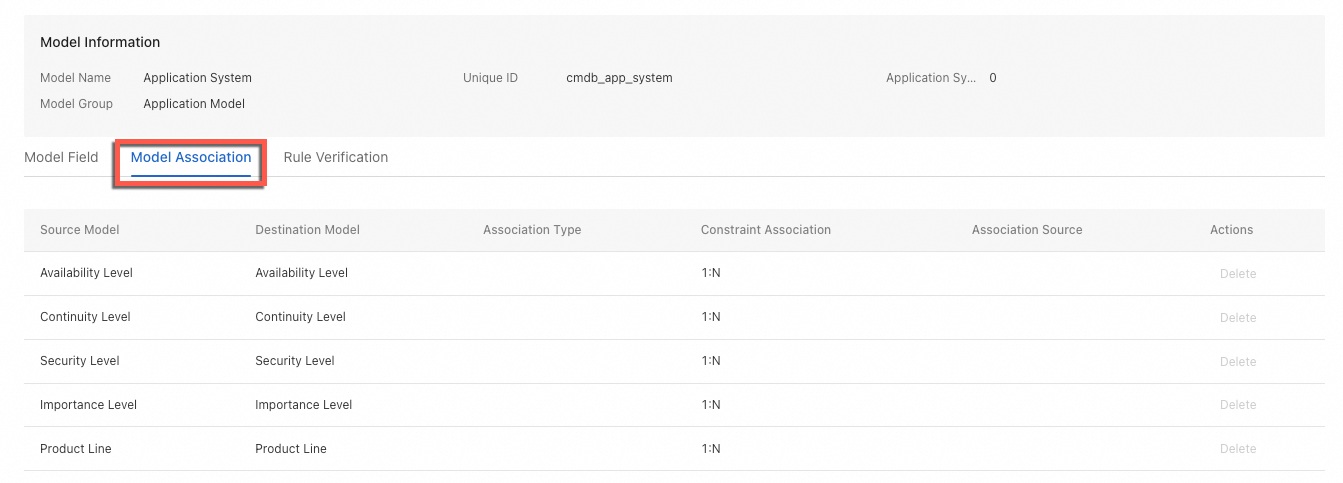 Model Information
Model Name Application System Unique ID cmdb_app_system Application Sy... 0
Model Group Application Model
Model Field Model Association Rule Verification
Source Model Destination Model Association Type Constraint Association Association Source Actions
Availability Level Availability Level 1:N Delete
Continuity Level Continuity Level 1:N Delete
Security Level Security Level 1:N Delete
Importance Level Importance Level 1:N Delete
Product Line Product Line 1:N Delete